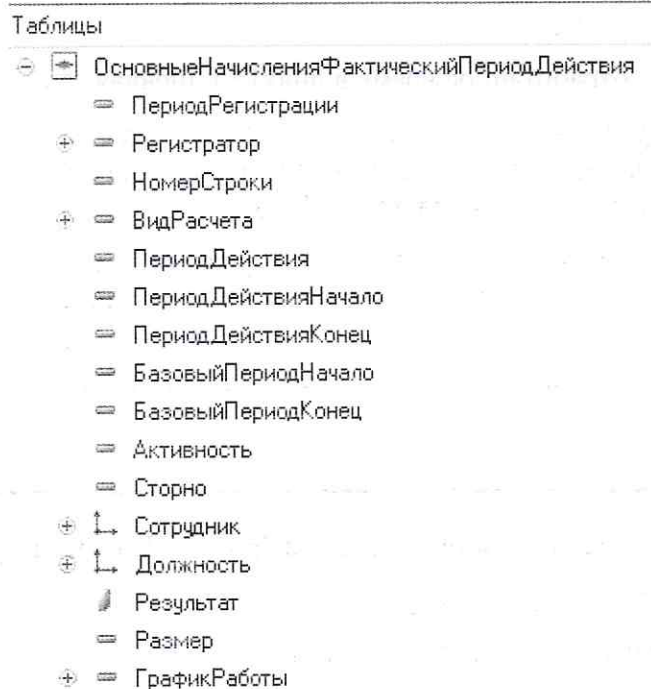 Таблицы
ОсновныеНачисленияФактическийПериодДействия
ПериодРегистрации
Регистратор
НомерСтроки
ВидРасчета
ПериодДействия
ПериодДействияНачало
ПериодДействияКонец
БазовыйПериодНачало
БазовыйПериодКонец
Активность
Сторно
Сотрудник
Должность
Результат
Размер
ГрафикРаботы